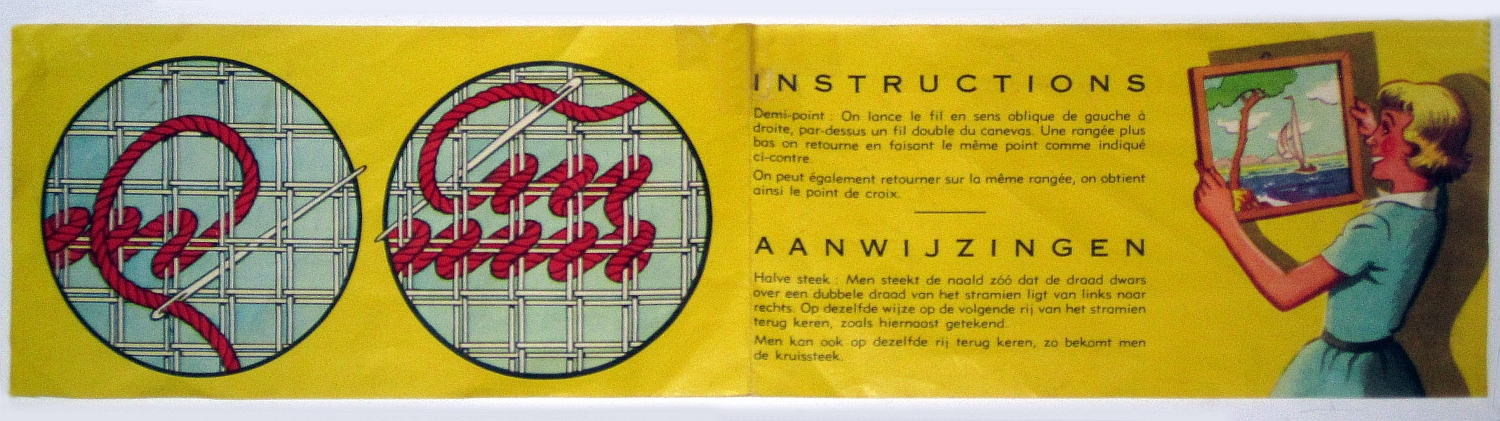 INSTRUCTIONS
Demi-point : On lance le fil en sens oblique de gauche à
droite, par-dessus un fil double du canevas. Une rangée plus
bas on retourne en faisant le même point comme indiqué
ci-contre.
On peut également retourner sur la même rangée, on obtient
ainsi le point de croix.
AANWIJZINGEN
Halve steek : Men steekt de naald zóó dat de draad dwars
over een dubbele draad van het stramien ligt van links naar
rechts. Op dezelfde wijze op de volgende rij van het stramien
terug keren, zoals hiernaast getekend.
Men kan ook op dezelfde rij terug keren, zo bekomt men
de kruissteek.